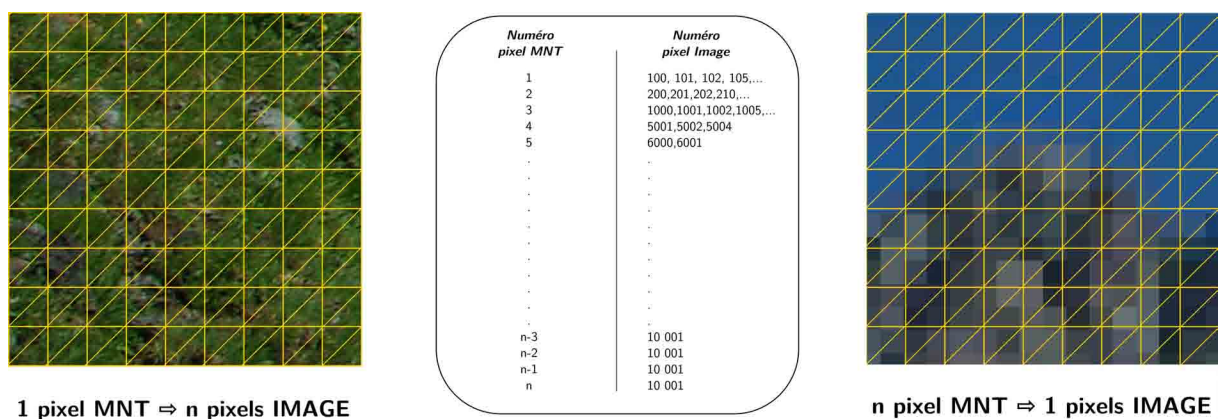 Numéro Numéro
pixel MNT pixel Image
1 100, 101, 102, 105,...
2 200,201,202,210,...
3 1000,1001,1002,1005,...
4 5001,5002,5004
5 6000,6001
. .
. .
. .
. .
. .
. .
. .
. .
. .
. .
. .
n-3 10 001
n-2 10 001
n-1 10 001
n 10 001
1 pixel MNT ⇨ n pixels IMAGE
n pixel MNT ⇨ 1 pixels IMAGE